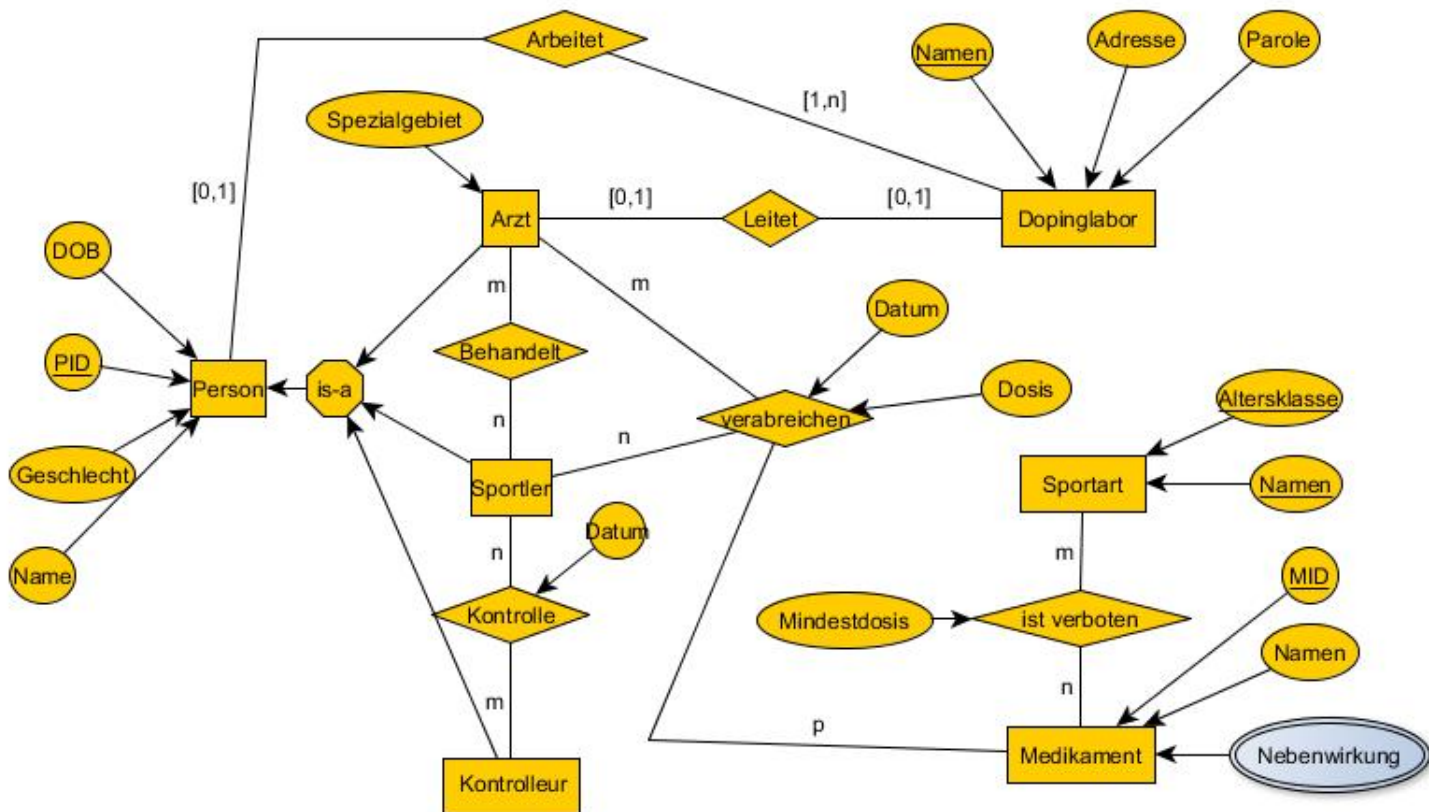 Arbeitet
Namen
Adresse
Parole
[1,n]
Spezialgebiet
[0,1]
Arzt
[0,1]
Leitet
[0,1]
Dopinglabor
DOB
m
m
Datum
PID
Person
is-a
Behandelt
Dosis
verabreichen
Altersklasse
n
n
Geschlecht
Sportler
Sportart
Namen
Datum
n
m
Name
MID
Kontrolle
Mindestdosis
ist verboten
Namen
m
n
p
Medikament
Nebenwirkung
Kontrolleur